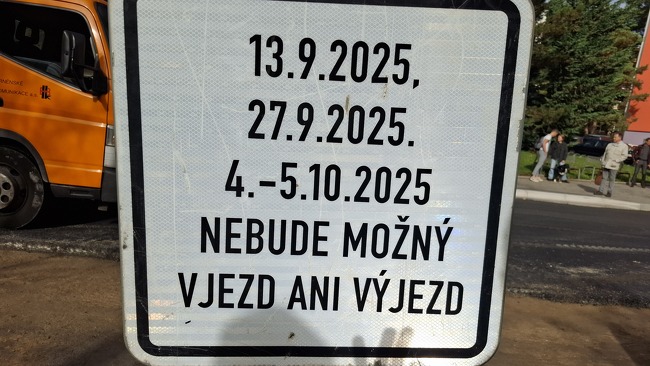 13.9.2025,
27.9.2025.
4.-5.10.2025
NEBUDE MOŽNÝ
VJEZD ANI VÝJEZD